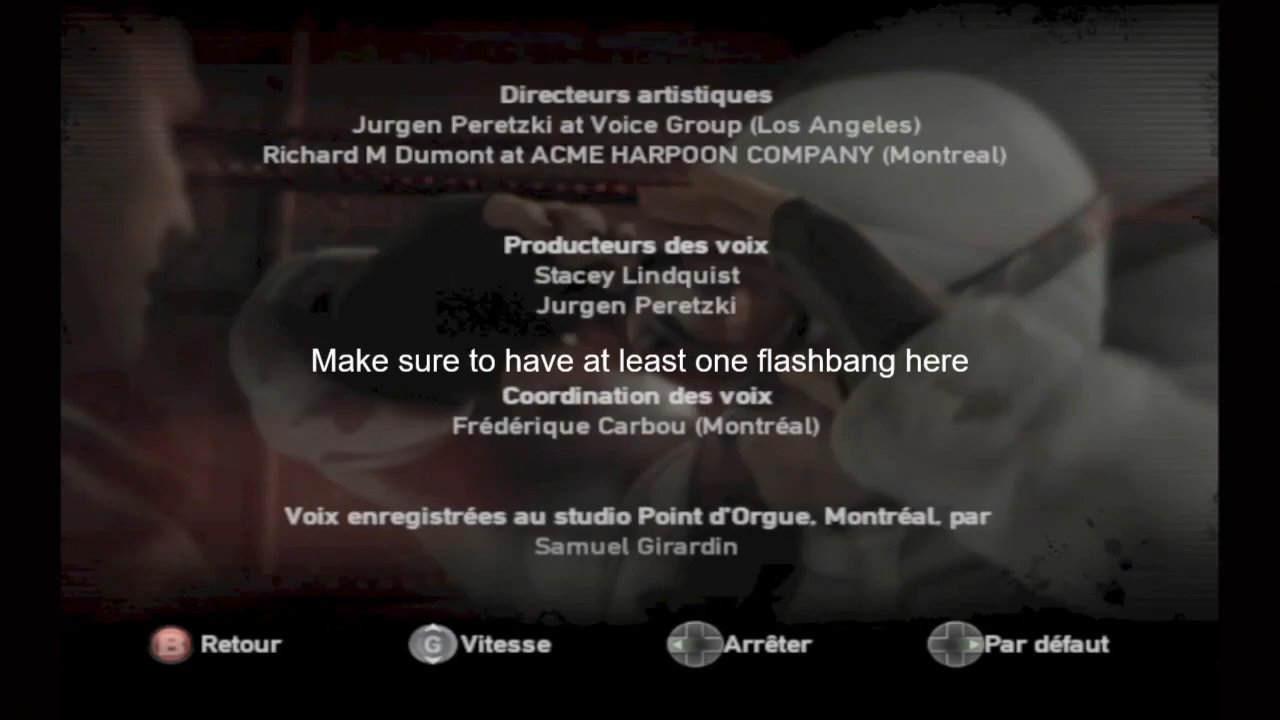 Directeurs artistiques
Jurgen Peretzki at Voice Group (Los Angeles)
Richard M Dumont at ACME HARPOON COMPANY (Montreal)
Producteurs des voix
Stacey Lindquist
Jurgen Peretzki
Make sure to have at least one flashbang here
Coordination des voix
Frédérique Carbou (Montréal)
Voix enregistrées au studio Point d'Orgue. Montréal. par
Samuel Girardin
B Retour G Vitesse Arrêter Par défaut